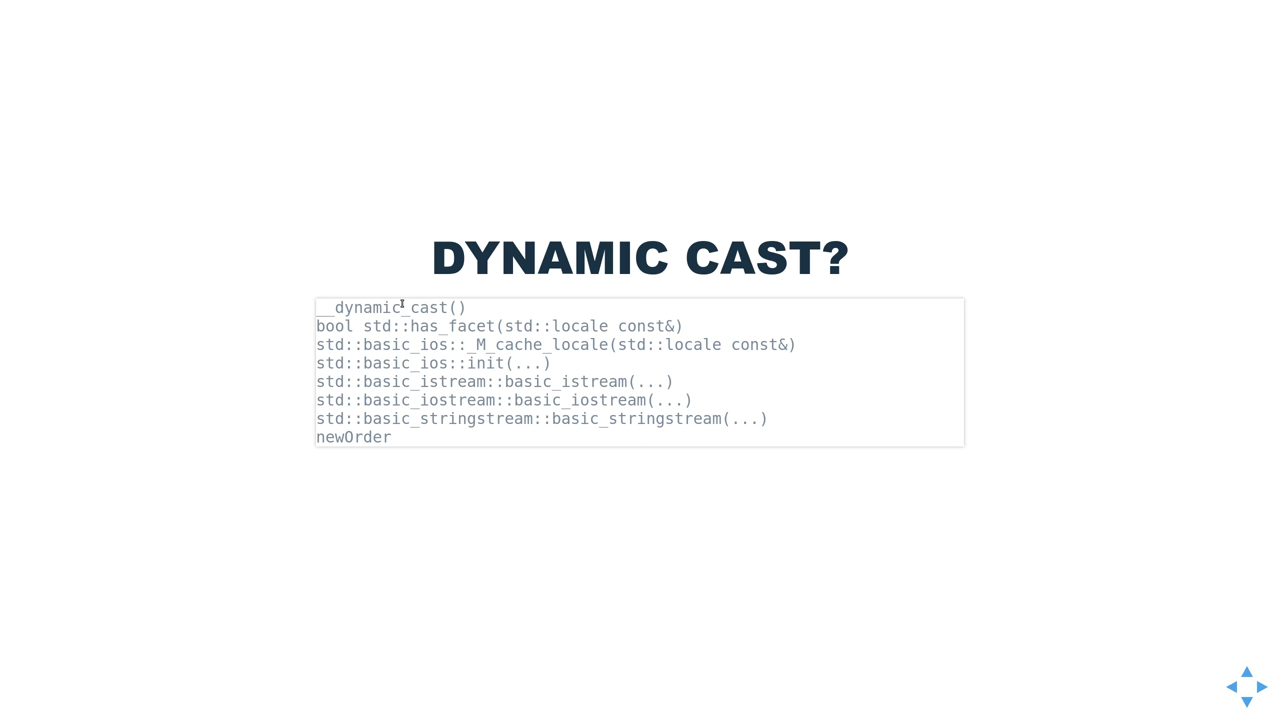 DYNAMIC CAST?
__dynamic_cast()
bool std::has_facet(std::locale const&)
std::basic_ios::_M_cache_locale(std::locale const&)
std::basic_ios::init(...)
std::basic_istream::basic_istream(...)
std::basic_iostream::basic_iostream(...)
std::basic_stringstream::basic_stringstream(...)
newOrder